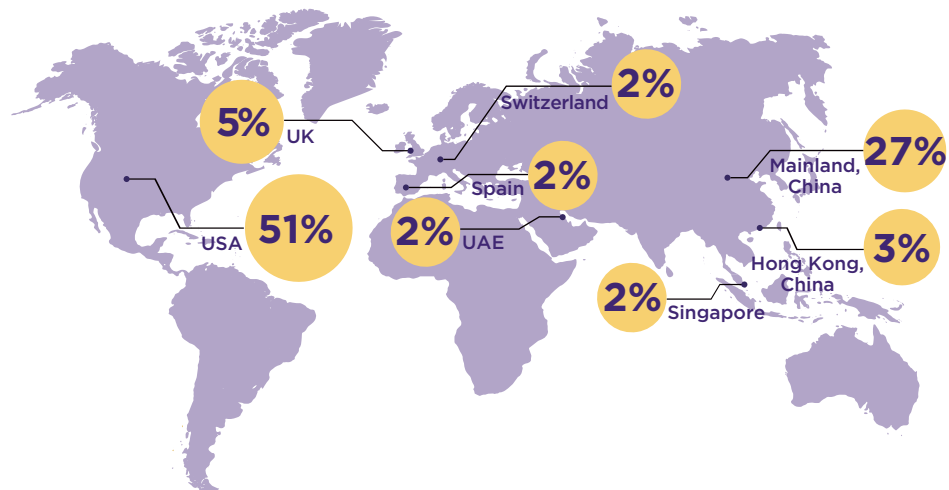 2%
Switzerland
5%
UK
27%
Mainland,
China
2%
Spain
51%
USA
2%
UAE
3%
Hong Kong,
China
2%
Singapore